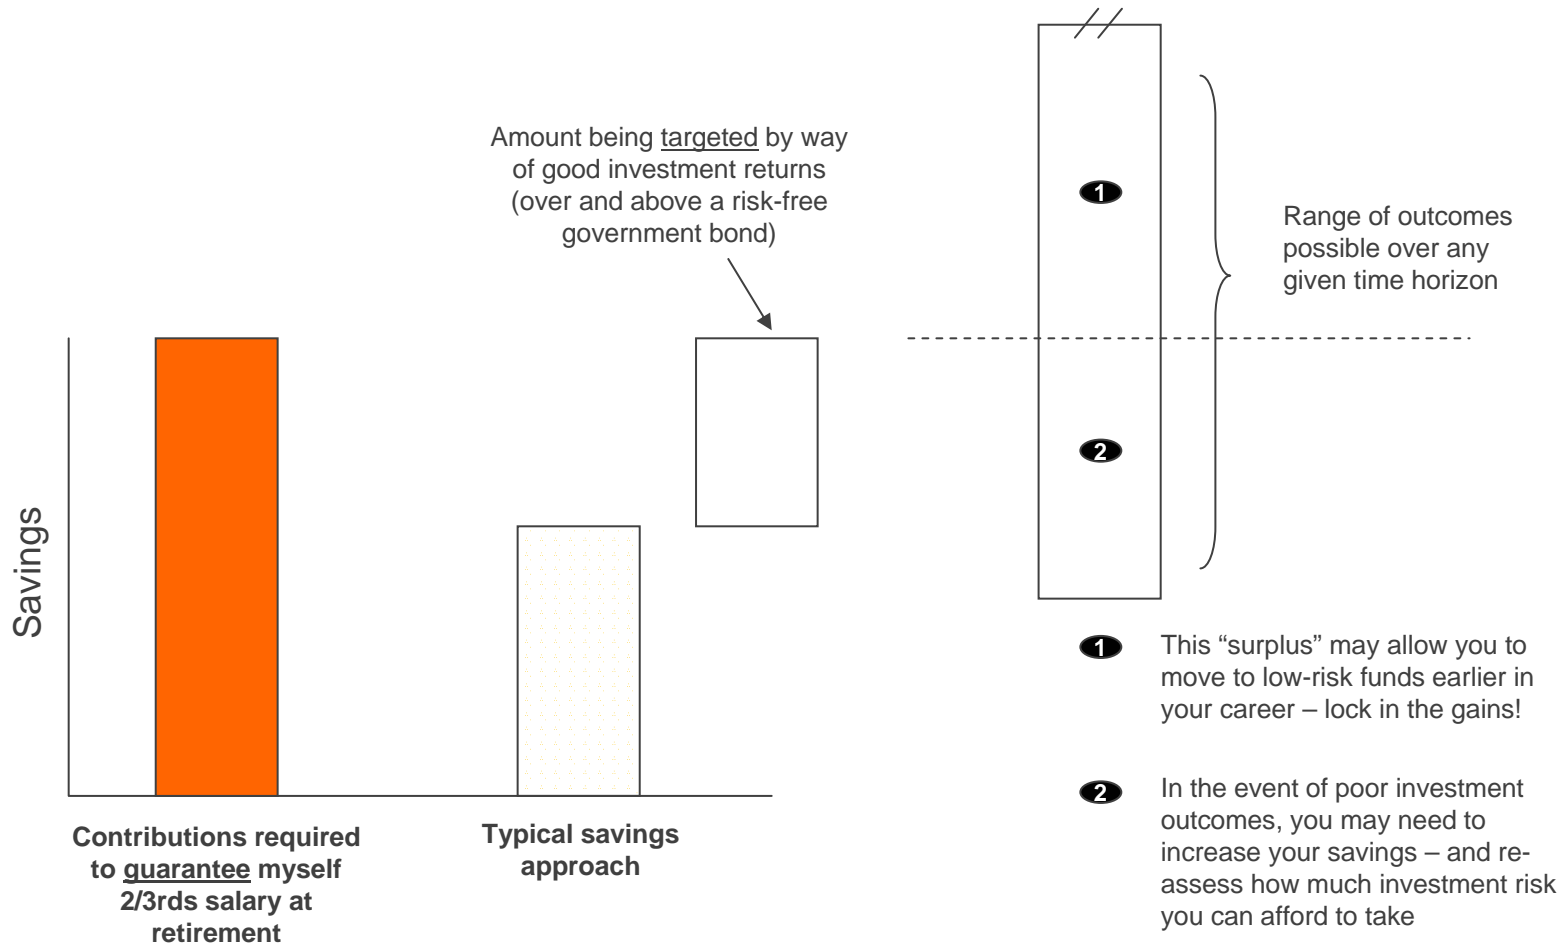 Amount being targeted by way
of good investment returns
(over and above a risk-free
government bond)
1
Range of outcomes
possible over any
given time horizon
2
Savings
Contributions required
to guarantee myself
2/3rds salary at
retirement
Typical savings
approach
1 This “surplus” may allow you to
move to low-risk funds earlier in
your career – lock in the gains!
2 In the event of poor investment
outcomes, you may need to
increase your savings – and re-
assess how much investment risk
you can afford to take